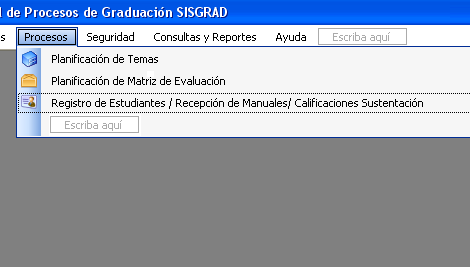 l de Procesos de Graduación SISGRAD
s Procesos Seguridad Consultas y Reportes Ayuda Escriba aquí
Planificación de Temas
Planificación de Matriz de Evaluación
Registro de Estudiantes / Recepción de Manuales/ Calificaciones Sustentación
Escriba aquí